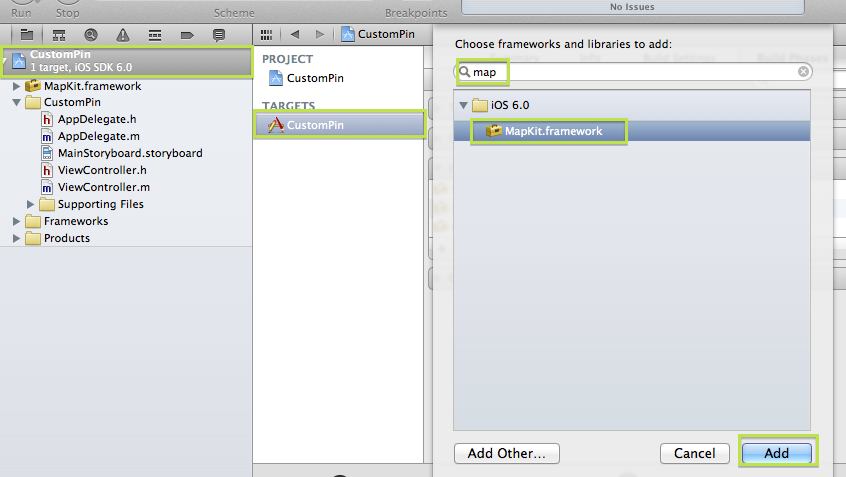 Run Stop Scheme Breakpoints
No Issues
CustomPin
1 target, iOS SDK 6.0
MapKit.framework
CustomPin
AppDelegate.h
AppDelegate.m
MainStoryboard.storyboard
ViewController.h
ViewController.m
Supporting Files
Frameworks
Products
CustomPin
PROJECT
CustomPin
TARGETS
CustomPin
Choose frameworks and libraries to add:
map
iOS 6.0
MapKit.framework
Add Other...
Cancel
Add